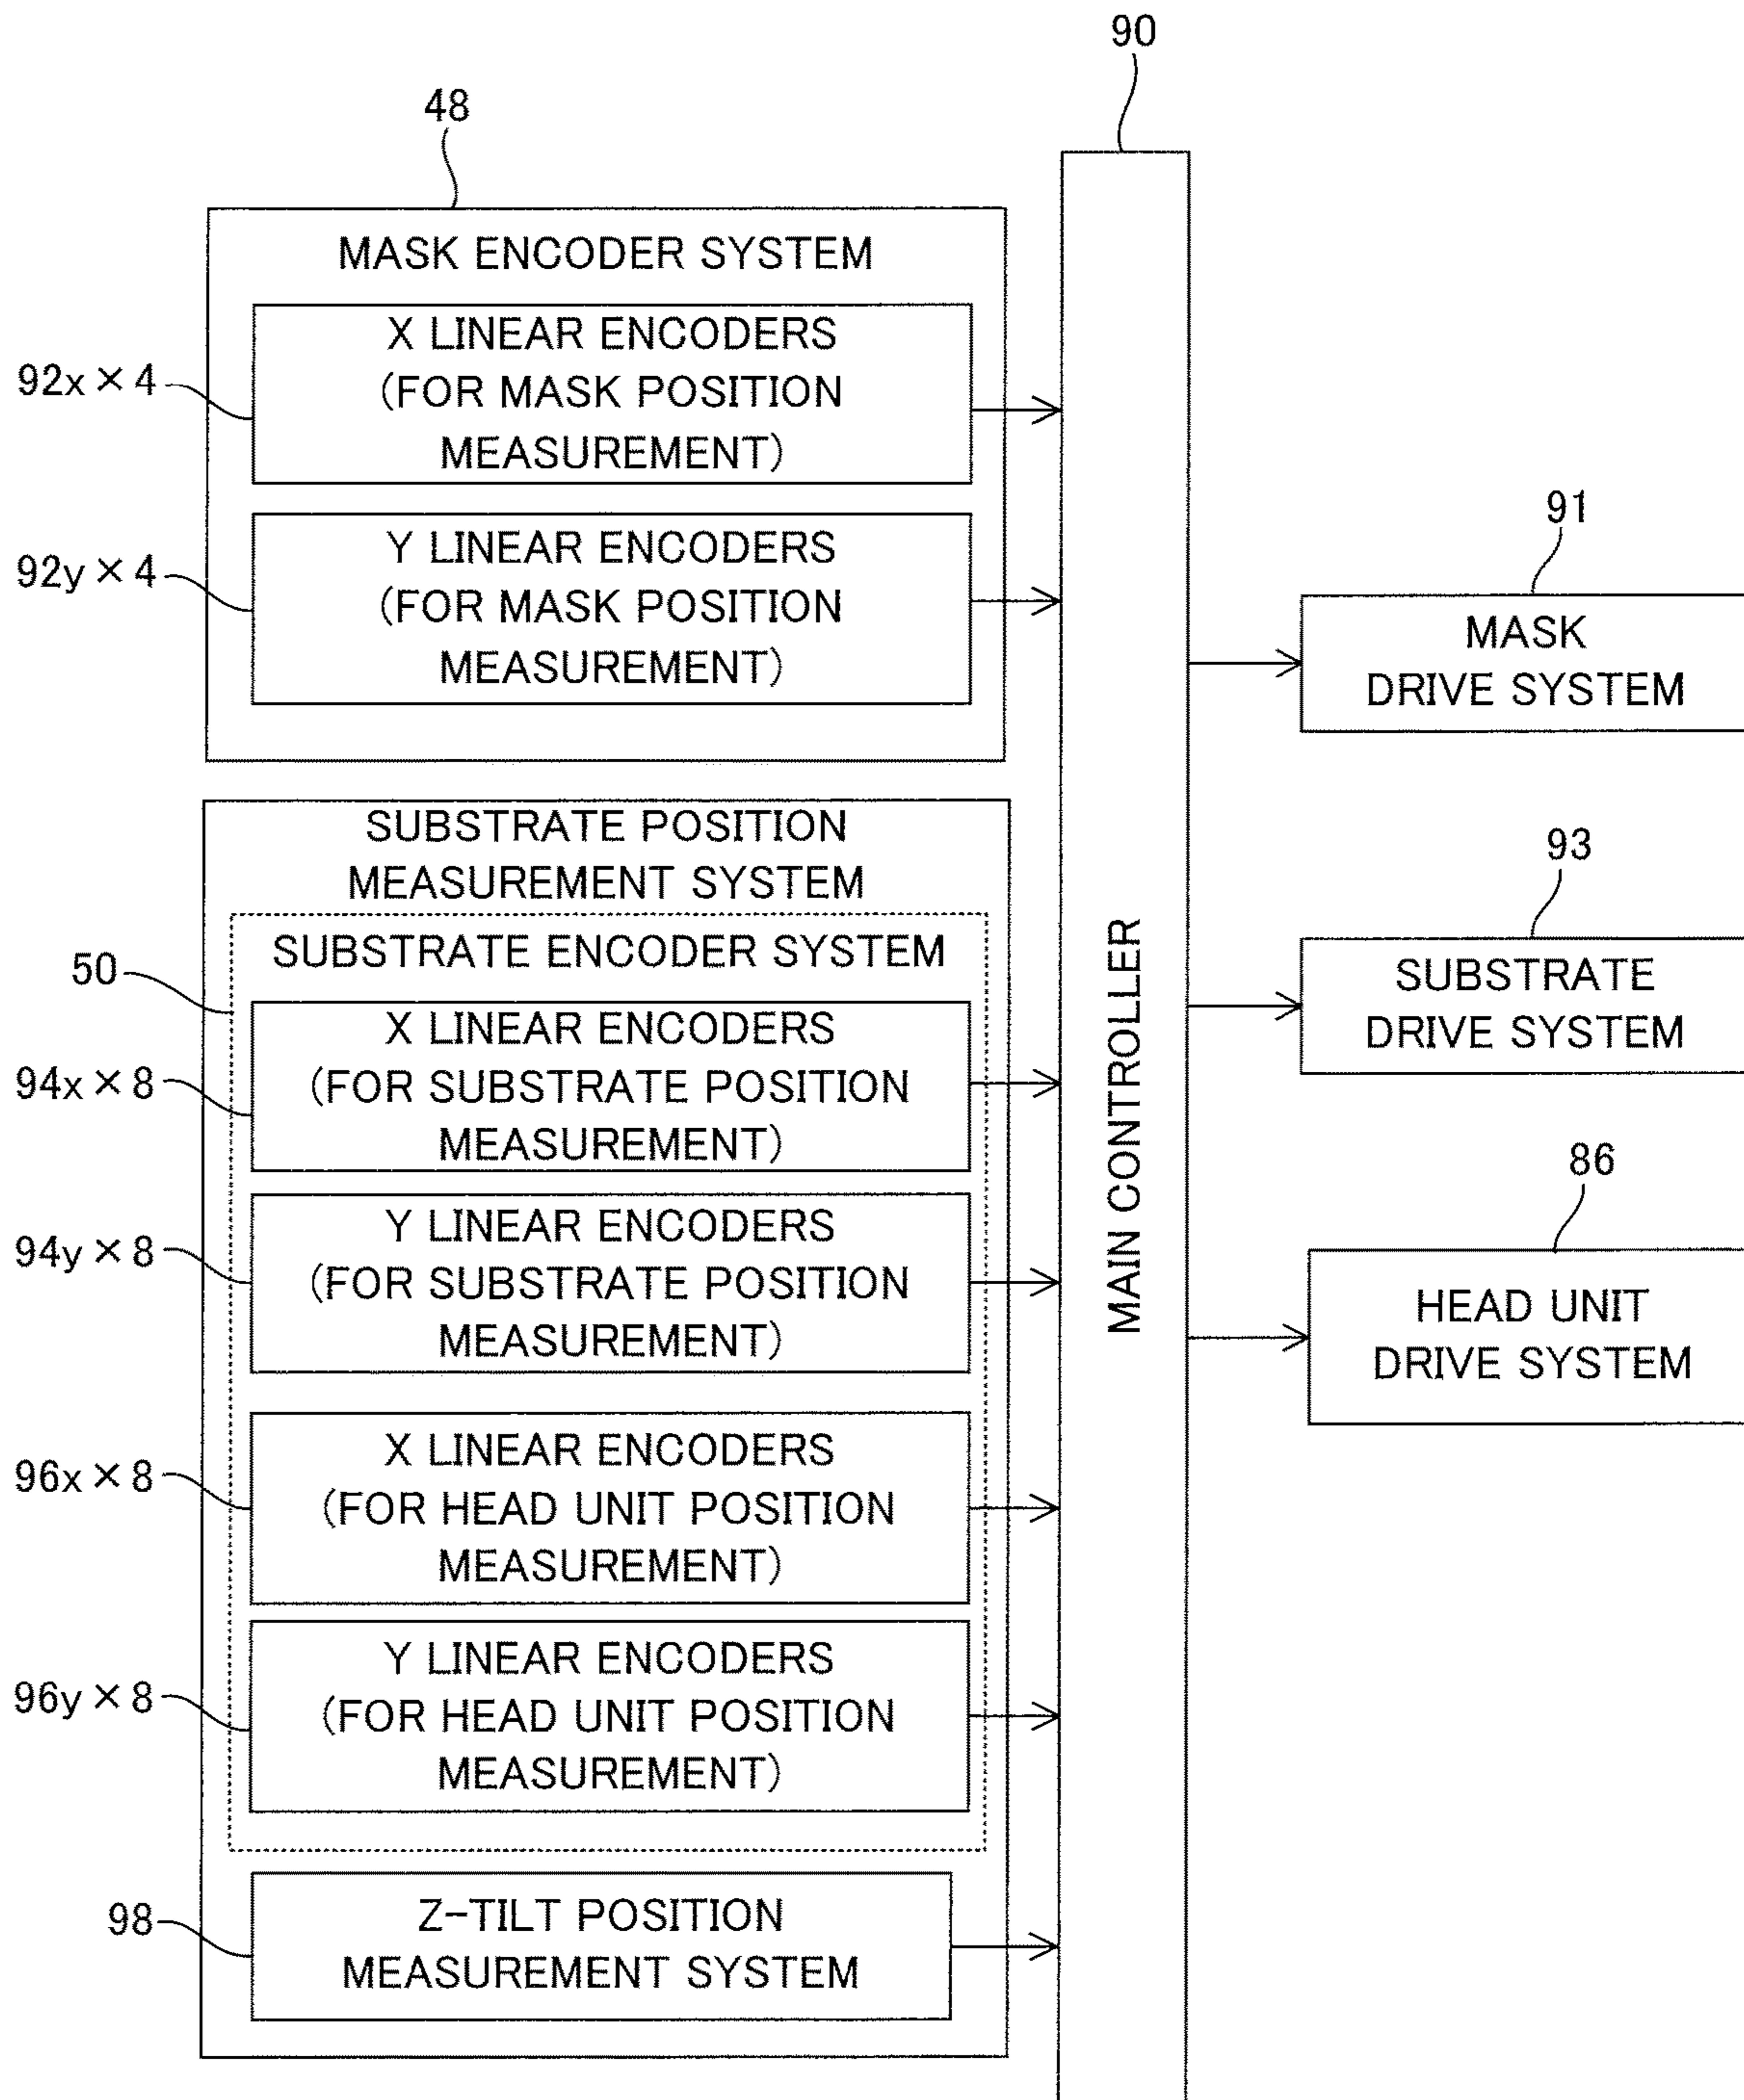 90
48
MASK ENCODER SYSTEM
92x × 4
X LINEAR ENCODERS
(FOR MASK POSITION
MEASUREMENT)
92y × 4
Y LINEAR ENCODERS
(FOR MASK POSITION
MEASUREMENT)
SUBSTRATE POSITION
MEASUREMENT SYSTEM
50
SUBSTRATE ENCODER SYSTEM
94x × 8
X LINEAR ENCODERS
(FOR SUBSTRATE POSITION
MEASUREMENT)
94y × 8
Y LINEAR ENCODERS
(FOR SUBSTRATE POSITION
MEASUREMENT)
96x × 8
X LINEAR ENCODERS
(FOR HEAD UNIT POSITION
MEASUREMENT)
96y × 8
Y LINEAR ENCODERS
(FOR HEAD UNIT POSITION
MEASUREMENT)
98
Z-TILT POSITION
MEASUREMENT SYSTEM
MAIN CONTROLLER
91
MASK
DRIVE SYSTEM
93
SUBSTRATE
DRIVE SYSTEM
86
HEAD UNIT
DRIVE SYSTEM